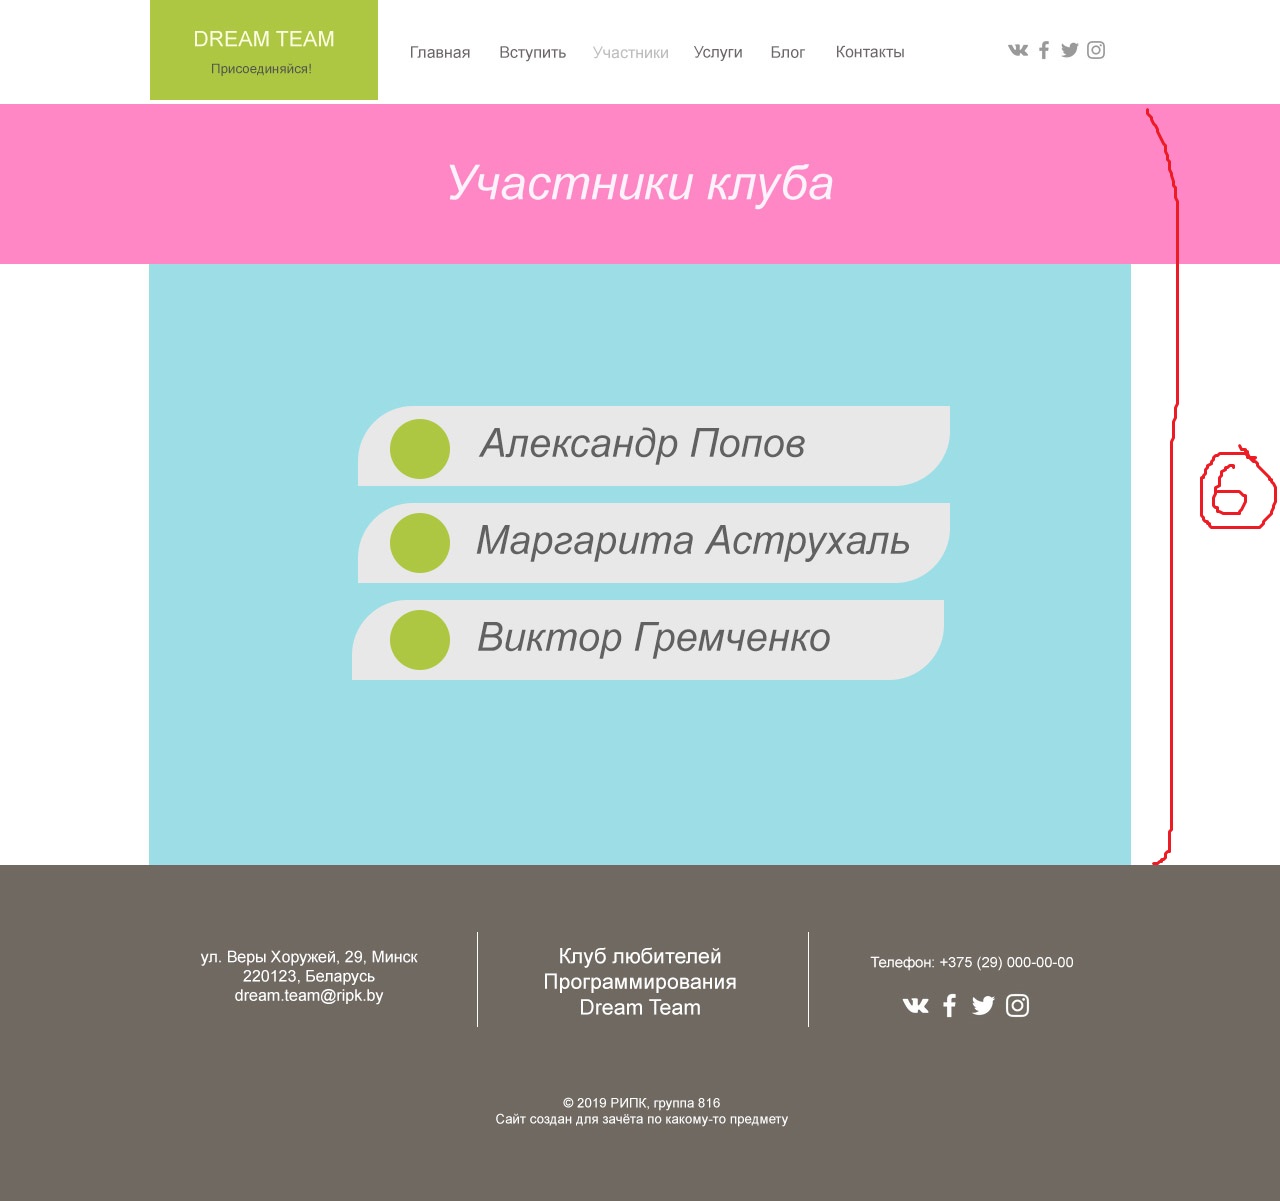 DREAM TEAM
Присоединяйся!
Главная Вступить Участники Услуги Блог Контакты
Участники клуба
Александр Попов
Маргарита Аструхаль
Виктор Гремченко
6
ул. Веры Хоружей, 29, Минск
220123, Беларусь
dream.team@ripk.by
Клуб любителей
Программирования
Dream Team
Телефон: +375 (29) 000-00-00
© 2019 РИПК, группа 816
Сайт создан для зачёта по какому-то предмету